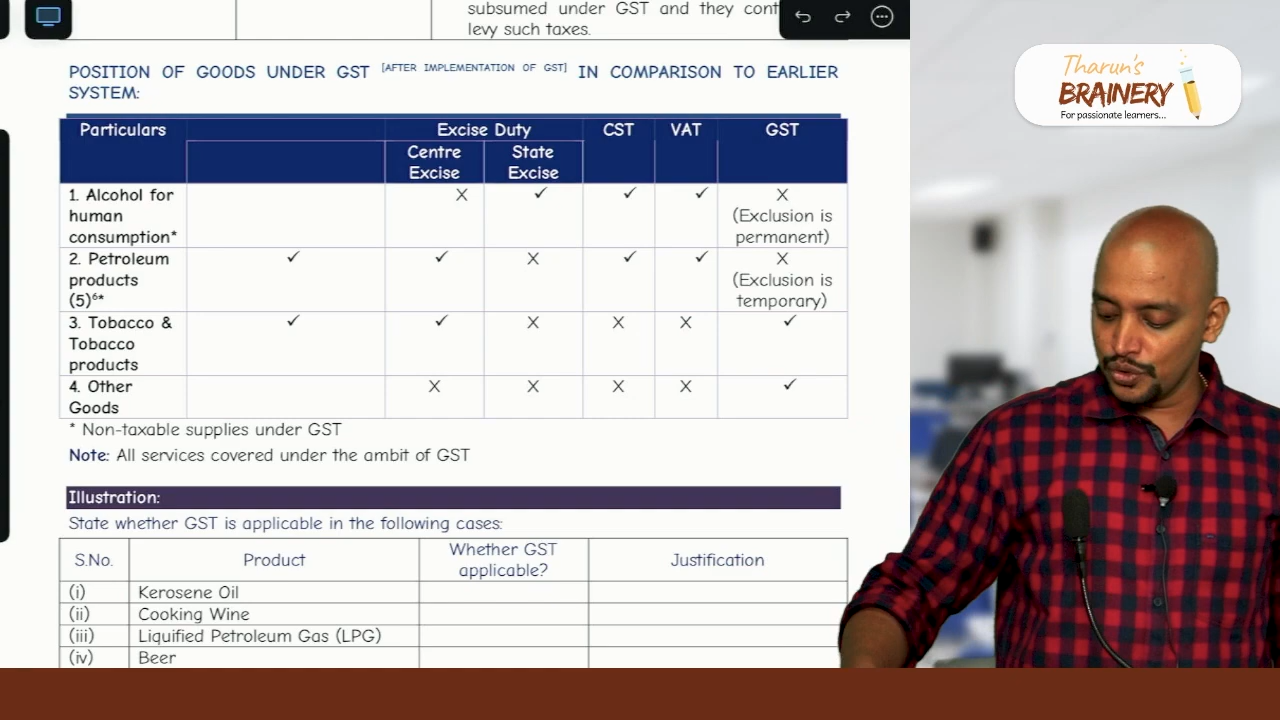 subsumed under GST and they cont
levy such taxes.
POSITION OF GOODS UNDER GST [AFTER IMPLEMENTATION OF GST] IN COMPARISON TO EARLIER
SYSTEM:
Particulars Excise Duty CST VAT GST
Centre Excise State Excise
1. Alcohol for human consumption* X ✓ ✓ ✓ X (Exclusion is permanent)
2. Petroleum products (5)⁶* ✓ ✓ X ✓ ✓ X (Exclusion is temporary)
3. Tobacco & Tobacco products ✓ ✓ X X X ✓
4. Other Goods X X X X ✓
* Non-taxable supplies under GST
Note: All services covered under the ambit of GST
Illustration:
State whether GST is applicable in the following cases:
S.No. Product Whether GST applicable? Justification
(i) Kerosene Oil
(ii) Cooking Wine
(iii) Liquified Petroleum Gas (LPG)
(iv) Beer
Tharun's
BRAINERY
For passionate learners...